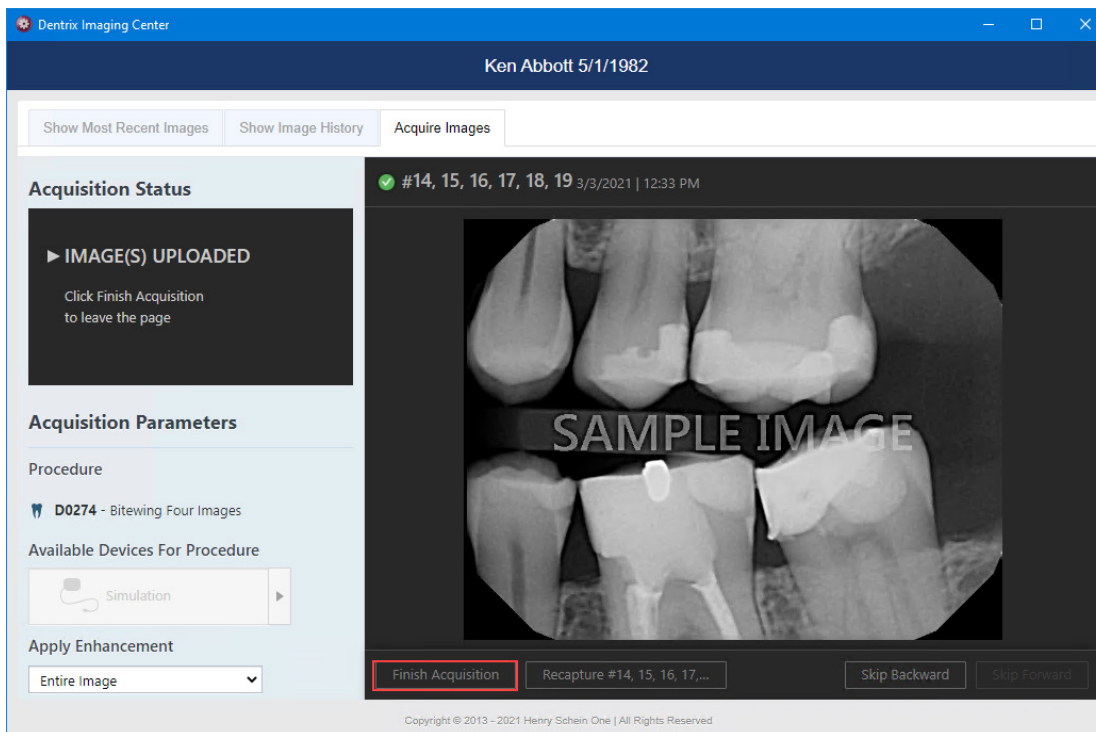 Dentrix Imaging Center
Ken Abbott 5/1/1982
Show Most Recent Images Show Image History Acquire Images
Acquisition Status
IMAGE(S) UPLOADED
Click Finish Acquisition
to leave the page
Acquisition Parameters
Procedure
D0274 - Bitewing Four Images
Available Devices For Procedure
Simulation
Apply Enhancement
Entire Image
#14, 15, 16, 17, 18, 19 3/3/2021 | 12:33 PM
SAMPLE IMAGE
Finish Acquisition Recapture #14, 15, 16, 17,... Skip Backward Skip Forward
Copyright © 2013 - 2021 Henry Schein One | All Rights Reserved